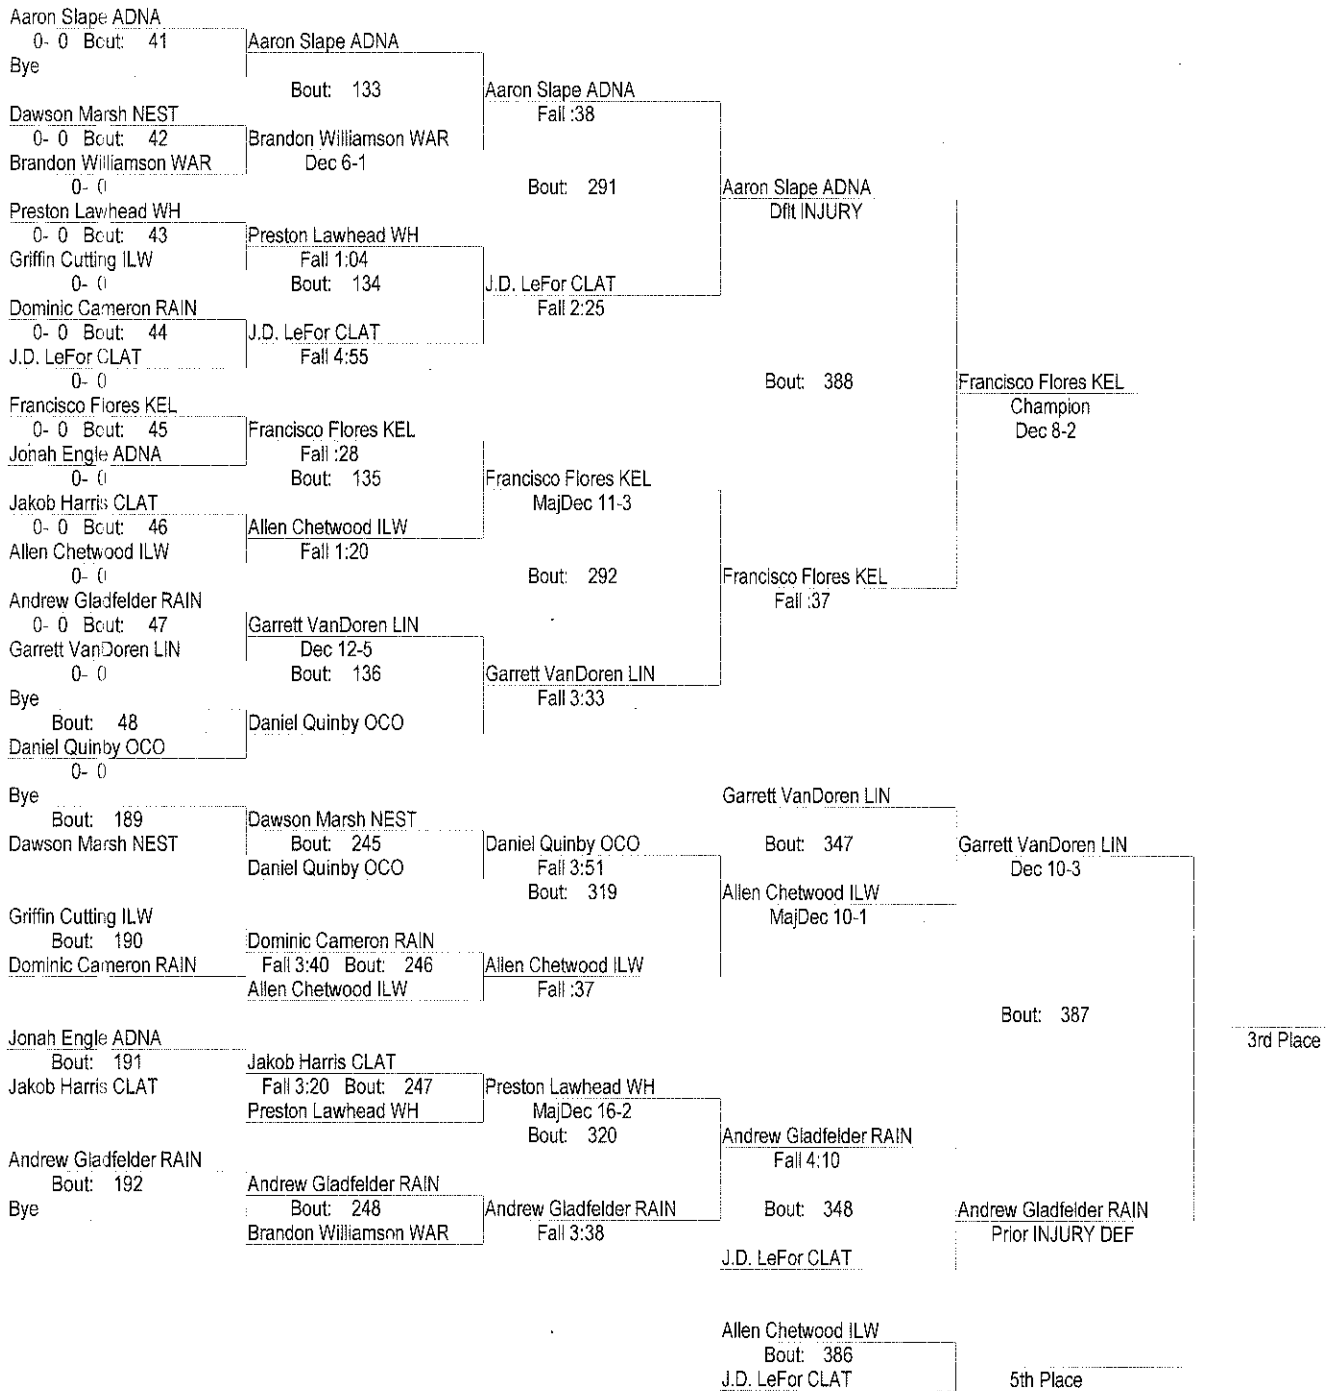 Aaron Slape ADNA
0- 0 Bout: 41
Bye
Dawson Marsh NEST
0- 0 Bout: 42
Brandon Williamson WAR
0- 0
Preston Lawhead WH
0- 0 Bout: 43
Griffin Cutting ILW
0- 0
Dominic Cameron RAIN
0- 0 Bout: 44
J.D. LeFor CLAT
0- 0
Francisco Flores KEL
0- 0 Bout: 45
Jonah Engle ADNA
0- 0
Jakob Harris CLAT
0- 0 Bout: 46
Allen Chetwood ILW
0- 0
Andrew Gladfelder RAIN
0- 0 Bout: 47
Garrett VanDoren LIN
0- 0
Bye
Bout: 48
Daniel Quinby OCO
0- 0
Aaron Slape ADNA
Bout: 133
Brandon Williamson WAR
Dec 6-1
Preston Lawhead WH
Fall 1:04
Bout: 134
J.D. LeFor CLAT
Fall 4:55
Francisco Flores KEL
Fall :28
Bout: 135
Allen Chetwood ILW
Fall 1:20
Garrett VanDoren LIN
Dec 12-5
Bout: 136
Daniel Quinby OCO
Aaron Slape ADNA
Fall :38
Bout: 291
J.D. LeFor CLAT
Fall 2:25
Francisco Flores KEL
MajDec 11-3
Bout: 292
Garrett VanDoren LIN
Fall 3:33
Aaron Slape ADNA
Dflt INJURY
Bout: 388
Francisco Flores KEL
Fall :37
Francisco Flores KEL
Champion
Dec 8-2
Bye
Bout: 189
Dawson Marsh NEST
Griffin Cutting ILW
Bout: 190
Dominic Cameron RAIN
Jonah Engle ADNA
Bout: 191
Jakob Harris CLAT
Andrew Gladfelder RAIN
Bout: 192
Bye
Dawson Marsh NEST
Bout: 245
Daniel Quinby OCO
Dominic Cameron RAIN
Fall 3:40 Bout: 246
Allen Chetwood ILW
Jakob Harris CLAT
Fall 3:20 Bout: 247
Preston Lawhead WH
Andrew Gladfelder RAIN
Bout: 248
Brandon Williamson WAR
Daniel Quinby OCO
Fall 3:51
Bout: 319
Allen Chetwood ILW
Fall :37
Preston Lawhead WH
MajDec 16-2
Bout: 320
Andrew Gladfelder RAIN
Fall 3:38
Garrett VanDoren LIN
Bout: 347
Allen Chetwood ILW
MajDec 10-1
Andrew Gladfelder RAIN
Fall 4:10
Bout: 348
J.D. LeFor CLAT
Garrett VanDoren LIN
Dec 10-3
Bout: 387
Andrew Gladfelder RAIN
Prior INJURY DEF
3rd Place
Allen Chetwood ILW
Bout: 386
J.D. LeFor CLAT
5th Place